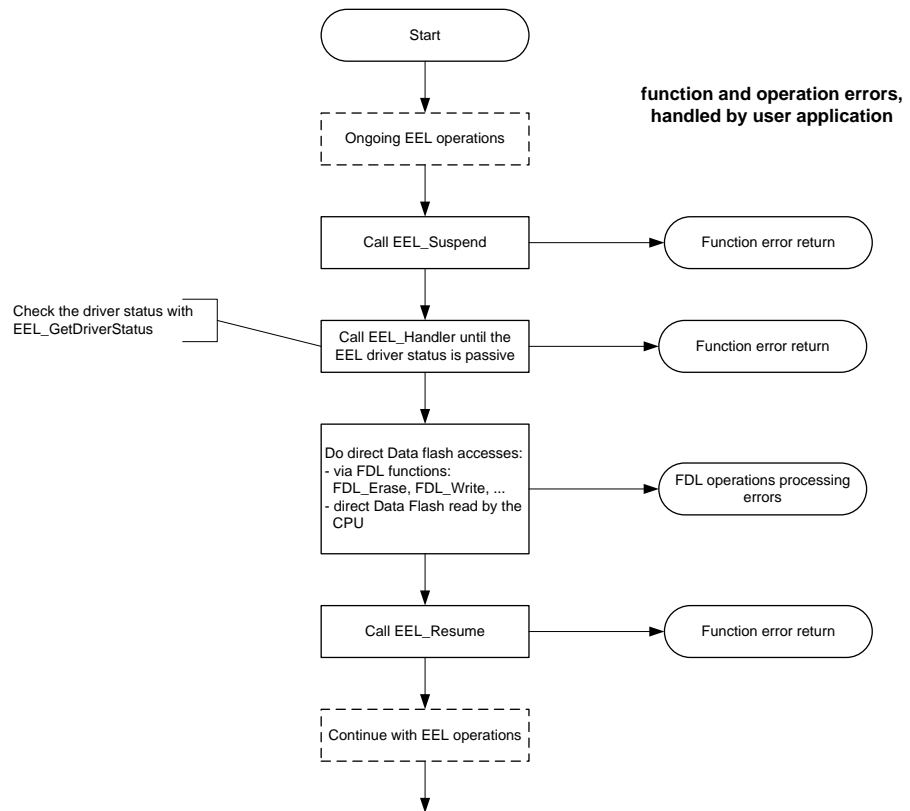 Start
function and operation errors,
handled by user application
Ongoing EEL operations
Call EEL_Suspend
Function error return
Check the driver status with
EEL_GetDriverStatus
Call EEL_Handler until the
EEL driver status is passive
Function error return
Do direct Data flash accesses:
- via FDL functions:
FDL_Erase, FDL_Write, ...
- direct Data Flash read by the
CPU
FDL operations processing
errors
Call EEL_Resume
Function error return
Continue with EEL operations